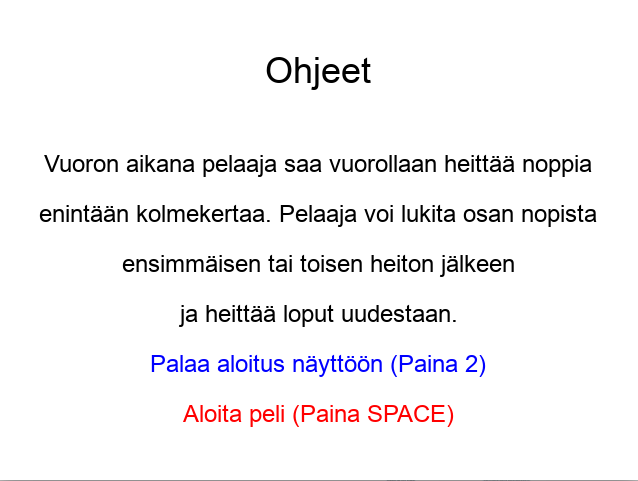 Ohjeet
Vuoron aikana pelaaja saa vuorollaan heittää noppia
enintään kolmekertaa. Pelaaja voi lukita osan nopista
ensimmäisen tai toisen heiton jälkeen
ja heittää loput uudestaan.
Palaa aloitus näyttöön (Paina 2)
Aloita peli (Paina SPACE)